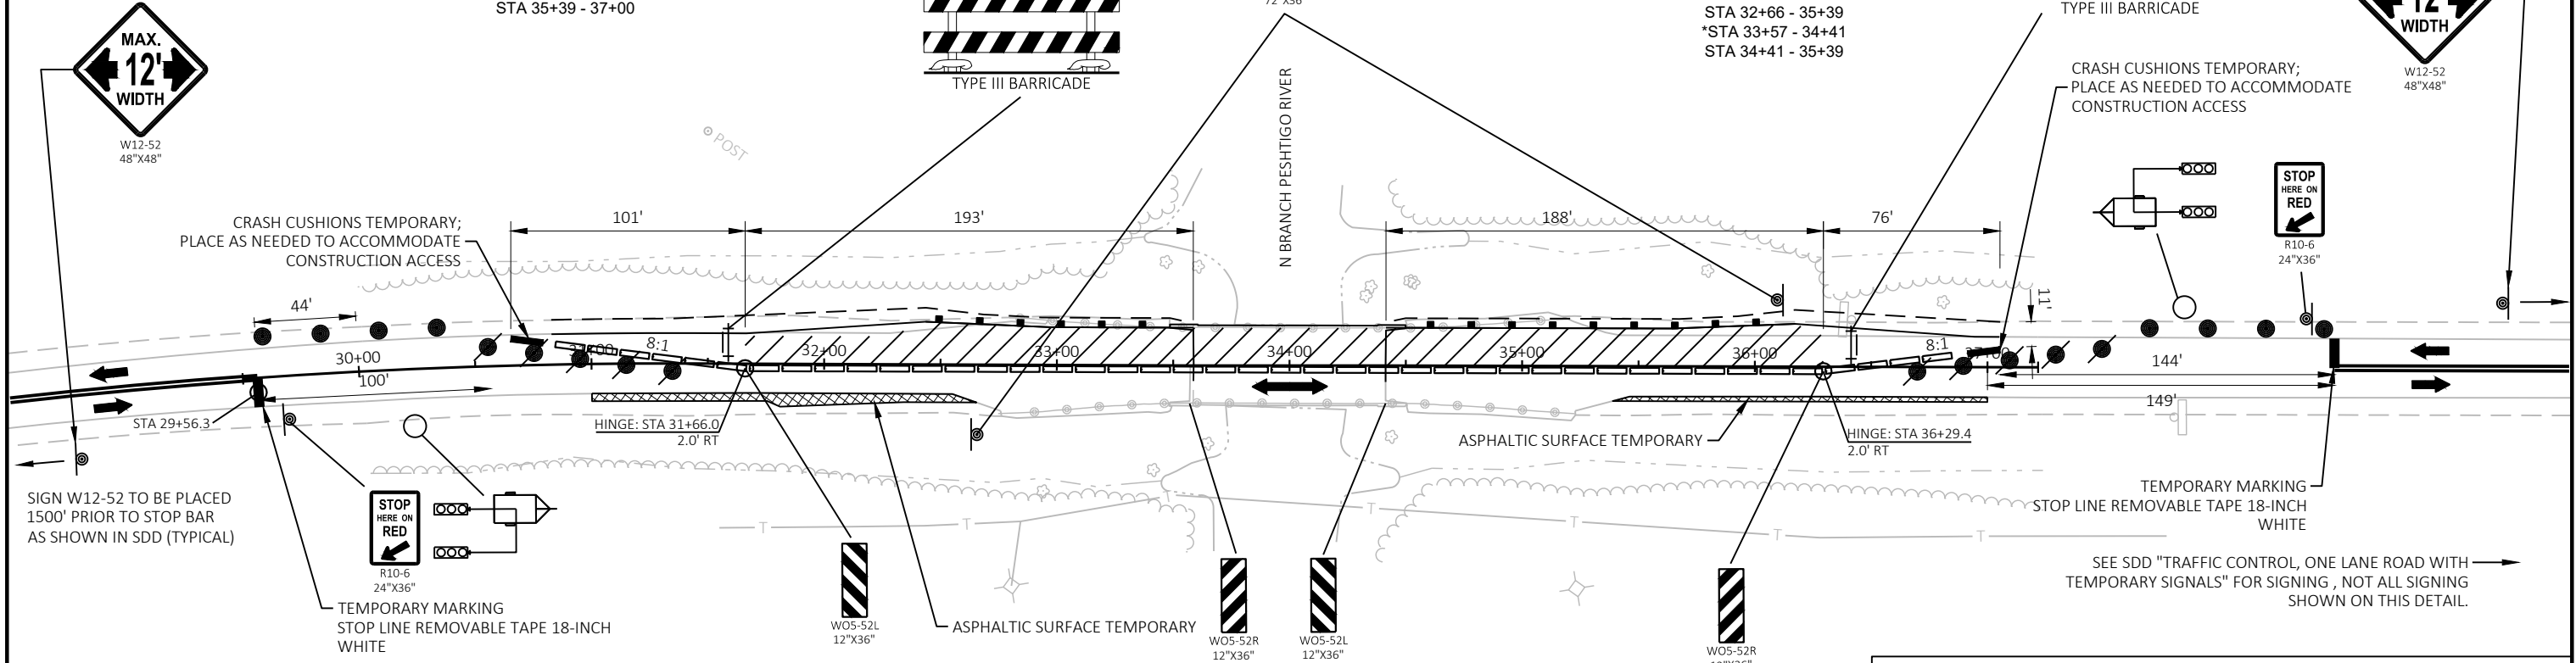 STA 35+39 - 37+00
72"X36"
STA 32+66 - 35+39
*STA 33+57 - 34+41
STA 34+41 - 35+39
TYPE III BARRICADE
12'
WIDTH
W12-52
48"X48"
MAX.
12'
WIDTH
W12-52
48"X48"
TYPE III BARRICADE
POST
N BRANCH PESHTIGO RIVER
CRASH CUSHIONS TEMPORARY;
PLACE AS NEEDED TO ACCOMMODATE
CONSTRUCTION ACCESS
STOP
HERE ON
RED
R10-6
24"X36"
CRASH CUSHIONS TEMPORARY;
PLACE AS NEEDED TO ACCOMMODATE
CONSTRUCTION ACCESS
101'
193'
188'
76'
44'
11'
30+00
100'
8:1
32+00
33+00
34+00
35+00
36+00
8:1
37+00
144'
149'
STA 29+56.3
HINGE: STA 31+66.0
2.0' RT
ASPHALTIC SURFACE TEMPORARY
HINGE: STA 36+29.4
2.0' RT
SIGN W12-52 TO BE PLACED
1500' PRIOR TO STOP BAR
AS SHOWN IN SDD (TYPICAL)
STOP
HERE ON
RED
R10-6
24"X36"
TEMPORARY MARKING
STOP LINE REMOVABLE TAPE 18-INCH
WHITE
T
T
T
T
T
T
T
SEE SDD "TRAFFIC CONTROL, ONE LANE ROAD WITH
TEMPORARY SIGNALS" FOR SIGNING , NOT ALL SIGNING
SHOWN ON THIS DETAIL.
TEMPORARY MARKING
STOP LINE REMOVABLE TAPE 18-INCH
WHITE
WO5-52L
12"X36"
ASPHALTIC SURFACE TEMPORARY
WO5-52R
12"X36"
WO5-52L
12"X36"
WO5-52R